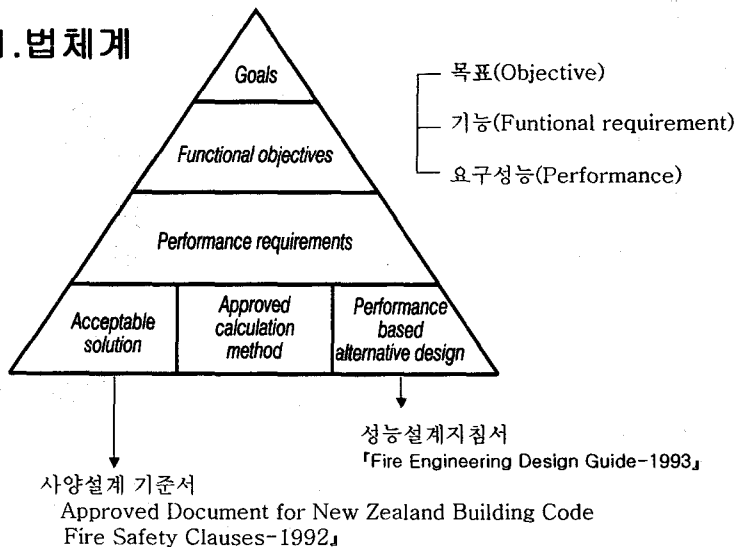 1.법체계
Goals
Functional objectives
Performance requirements
Acceptable
solution
Approved
calculation
method
Performance
based
alternative design
목표(Objective)
기능(Funtional requirement)
요구성능(Performance)
성능설계지침서
『Fire Engineering Design Guide-1993』
사양설계 기준서
Approved Document for New Zealand Building Code
Fire Safety Clauses-1992』